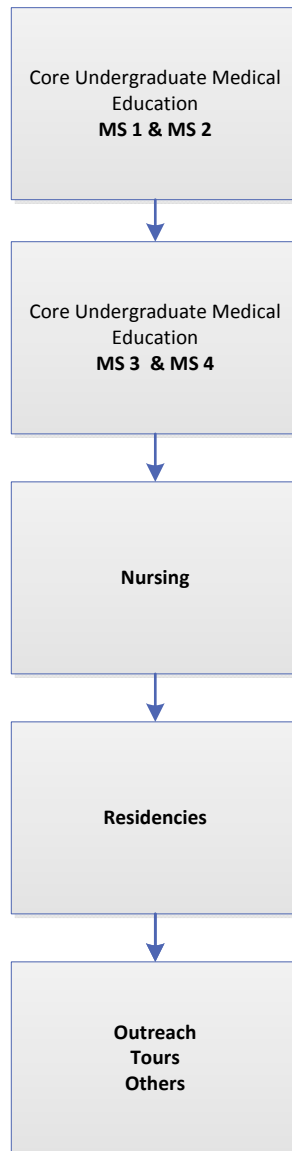 Core Undergraduate Medical
Education
MS 1 & MS 2
Core Undergraduate Medical
Education
MS 3 & MS 4
Nursing
Residencies
Outreach
Tours
Others